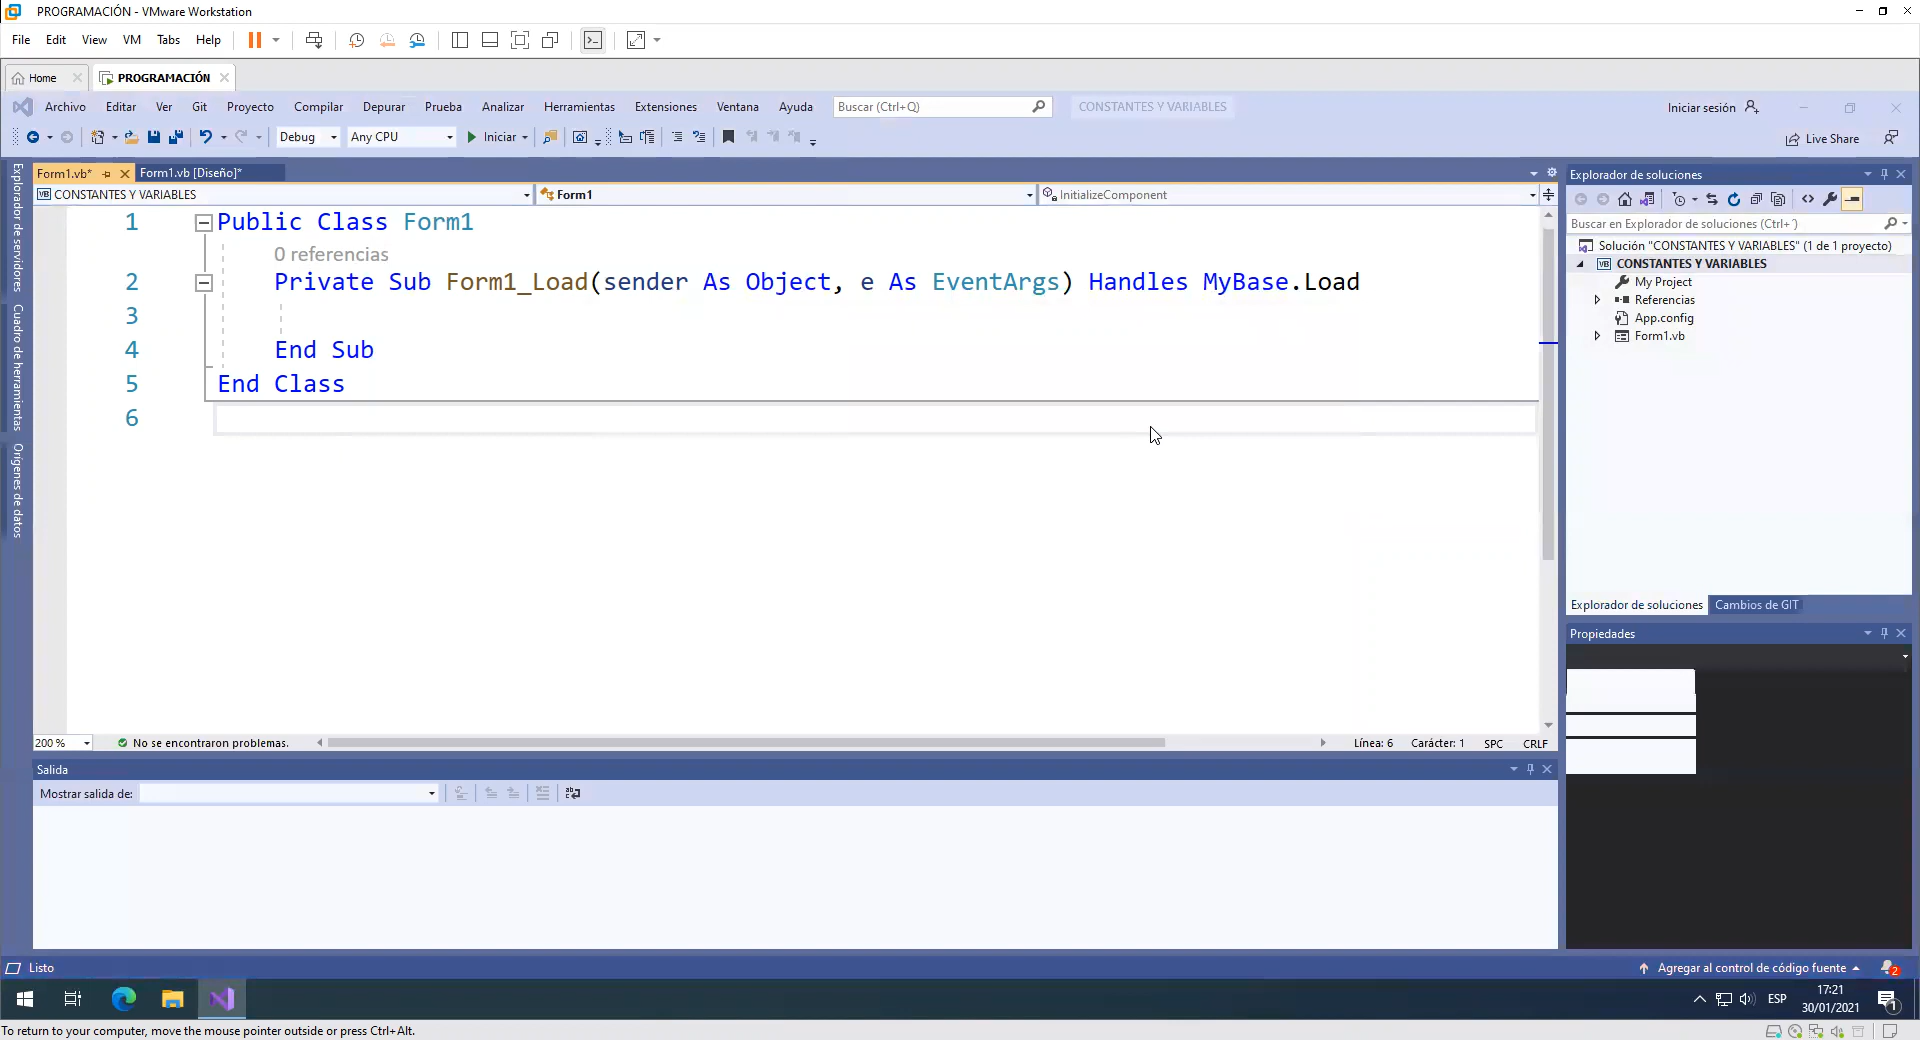 PROGRAMACIÓN - VMware Workstation
File Edit View VM Tabs Help
Home PROGRAMACIÓN
Archivo Editar Ver Git Proyecto Compilar Depurar Prueba Analizar Herramientas Extensiones Ventana Ayuda Buscar (Ctrl+Q) CONSTANTES Y VARIABLES Iniciar sesión
Debug Any CPU Iniciar Live Share
Explorador de servidores
Cuadro de herramientas
Orígenes de datos
Form1.vb* Form1.vb [Diseño]*
VB CONSTANTES Y VARIABLES Form1 InitializeComponent
1 Public Class Form1
0 referencias
2 Private Sub Form1_Load(sender As Object, e As EventArgs) Handles MyBase.Load
3
4 End Sub
5 End Class
6
200 % No se encontraron problemas. Línea: 6 Carácter: 1 SPC CRLF
Salida
Mostrar salida de:
Explorador de soluciones
Buscar en Explorador de soluciones (Ctrl+´)
Solución "CONSTANTES Y VARIABLES" (1 de 1 proyecto)
VB CONSTANTES Y VARIABLES
My Project
Referencias
App.config
Form1.vb
Explorador de soluciones Cambios de GIT
Propiedades
Listo Agregar al control de código fuente 2
ESP 17:21
30/01/2021 1
To return to your computer, move the mouse pointer outside or press Ctrl+Alt.